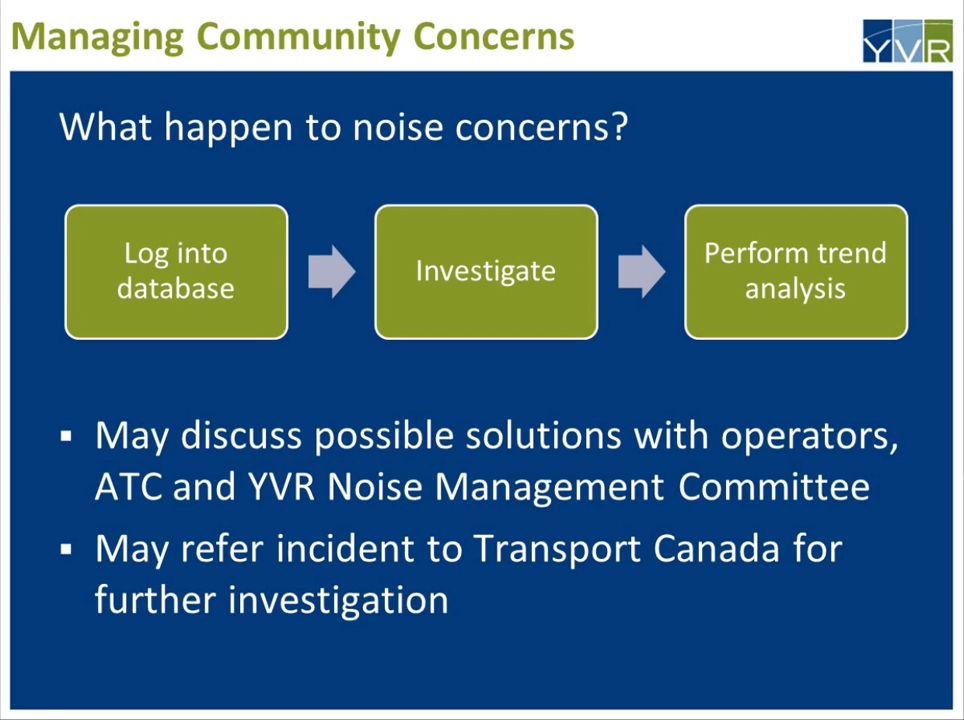 Managing Community Concerns
YVR
What happen to noise concerns?
Log into
database
Investigate
Perform trend
analysis
▪ May discuss possible solutions with operators,
ATC and YVR Noise Management Committee
▪ May refer incident to Transport Canada for
further investigation